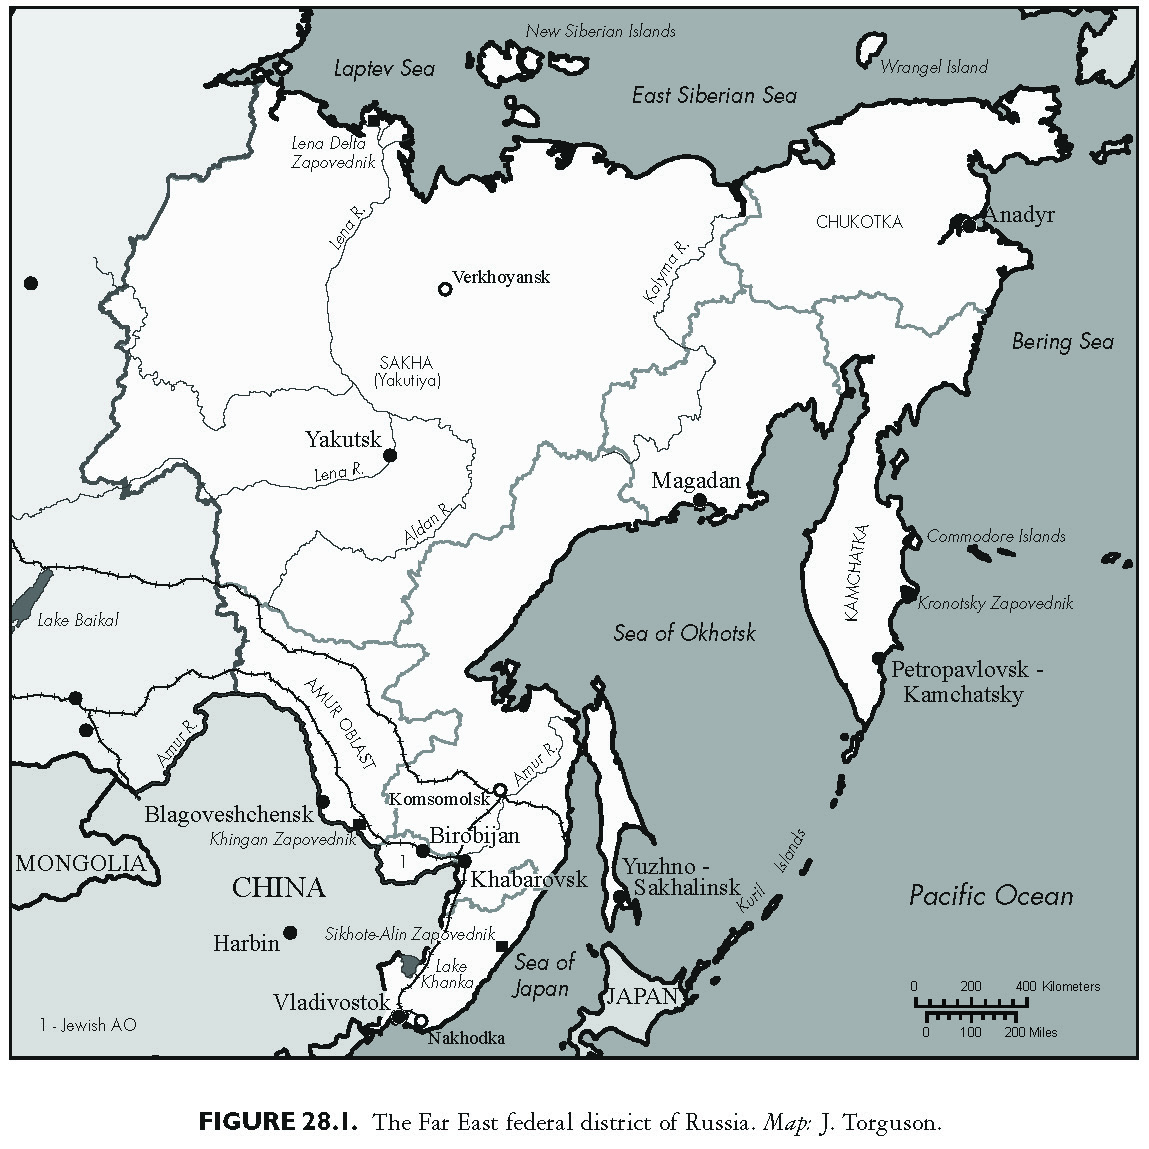 New Siberian Islands
Laptev Sea
Wrangel Island
East Siberian Sea
Lena Delta
Zapovednik
Lena R.
CHUKOTKA
Anadyr
Kolyma R.
Verkhoyansk
Bering Sea
SAKHA
(Yakutiya)
Yakutsk
Lena R.
Magadan
Aldan R.
Commodore Islands
KAMCHATKA
Kronotsky Zapovednik
Lake Baikal
Sea of Okhotsk
Petropavlovsk -
Kamchatsky
AMUR OBLAST
Amur R.
Amur R.
Komsomolsk
Blagoveshchensk
Khingan Zapovednik
Birobijan
1
MONGOLIA
CHINA
Khabarovsk
Yuzhno -
Sakhalinsk
Kuril Islands
Pacific Ocean
Harbin
Sikhote-Alin Zapovednik
Lake
Khanka
Sea of
Japan
JAPAN
Vladivostok
Nakhodka
1 - Jewish AO
0 200 400 Kilometers
0 100 200 Miles
FIGURE 28.1. The Far East federal district of Russia. Map: J. Torguson.